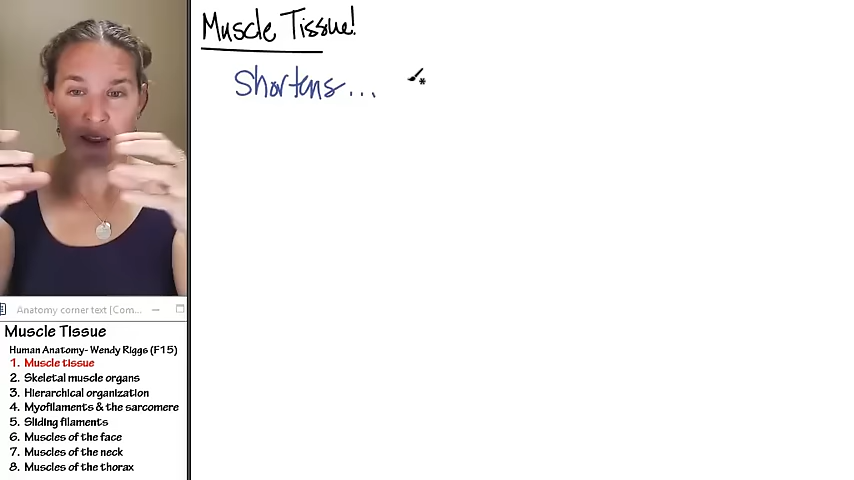 Muscle Tissue!
Shortens...
Anatomy corner text [Com...
Muscle Tissue
Human Anatomy- Wendy Riggs (F15)
1. Muscle tissue
2. Skeletal muscle organs
3. Hierarchical organization
4. Myofilaments & the sarcomere
5. Sliding filaments
6. Muscles of the face
7. Muscles of the neck
8. Muscles of the thorax